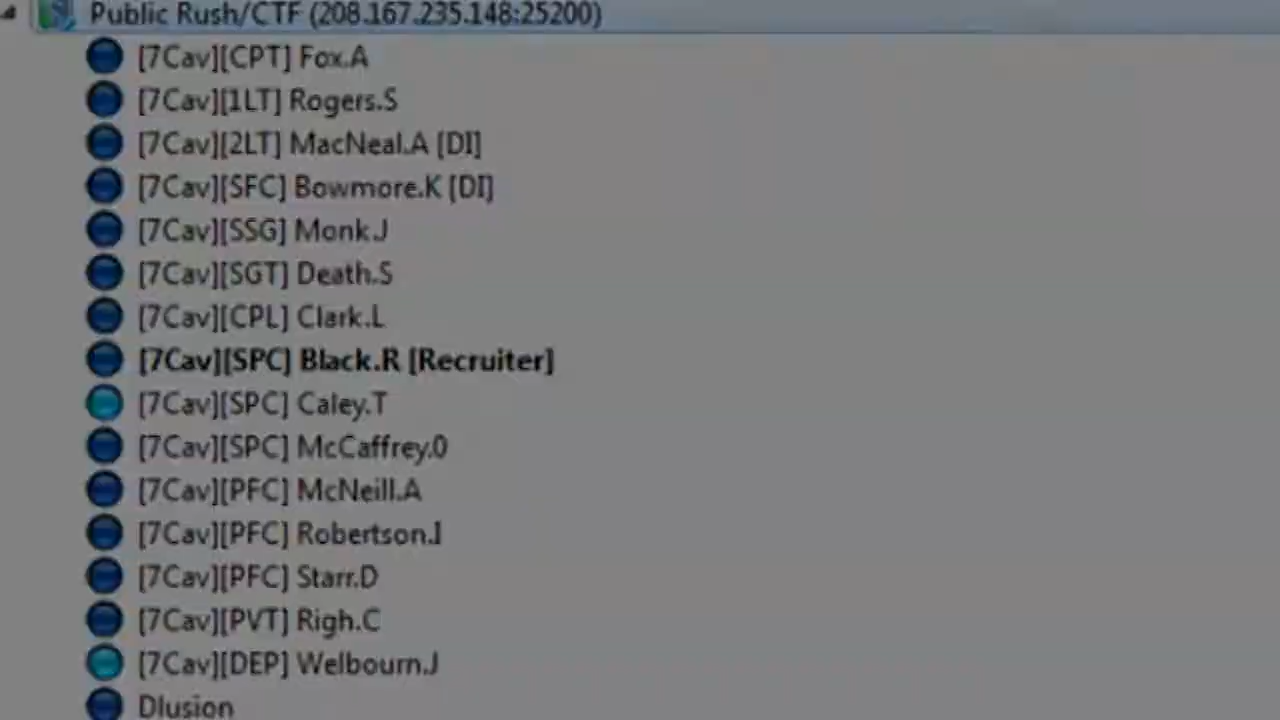 Public Rush/CTF (208.167.235.148:25200)
[7Cav][CPT] Fox.A
[7Cav][1LT] Rogers.S
[7Cav][2LT] MacNeal.A [DI]
[7Cav][SFC] Bowmore.K [DI]
[7Cav][SSG] Monk.J
[7Cav][SGT] Death.S
[7Cav][CPL] Clark.L
[7Cav][SPC] Black.R [Recruiter]
[7Cav][SPC] Caley.T
[7Cav][SPC] McCaffrey.0
[7Cav][PFC] McNeill.A
[7Cav][PFC] Robertson.I
[7Cav][PFC] Starr.D
[7Cav][PVT] Righ.C
[7Cav][DEP] Welbourn.J
Dlusion